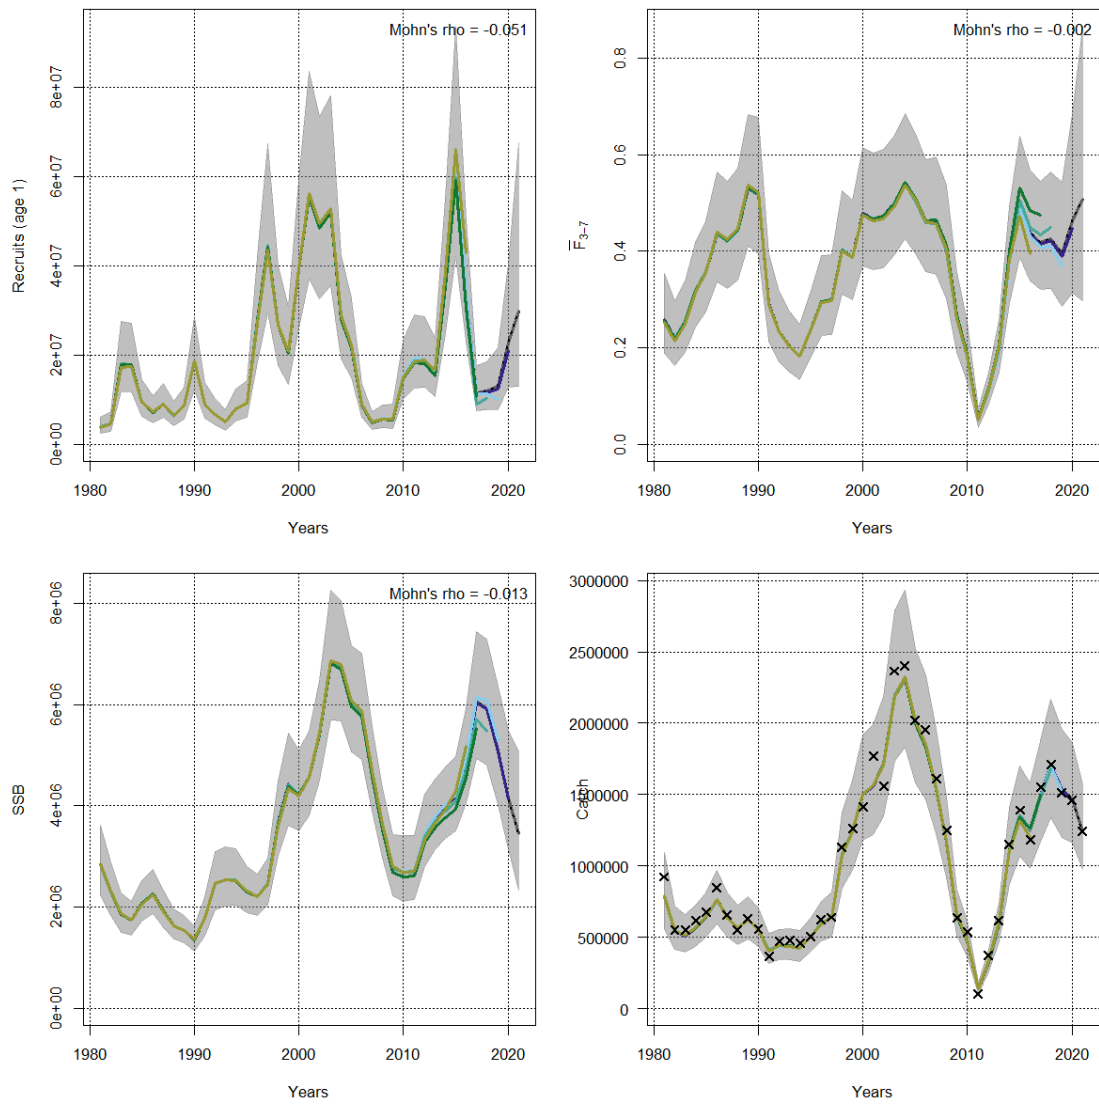 Mohn's rho = -0.051
Recruits (age 1)
8e+07
6e+07
4e+07
2e+07
0e+00
1980 1990 2000 2010 2020
Years
Mohn's rho = -0.002
F̅3−7
0.8
0.6
0.4
0.2
0.0
1980 1990 2000 2010 2020
Years
Mohn's rho = -0.013
SSB
8e+06
6e+06
4e+06
2e+06
0e+00
1980 1990 2000 2010 2020
Years
Catch
3000000
2500000
2000000
1500000
1000000
500000
0
1980 1990 2000 2010 2020
Years